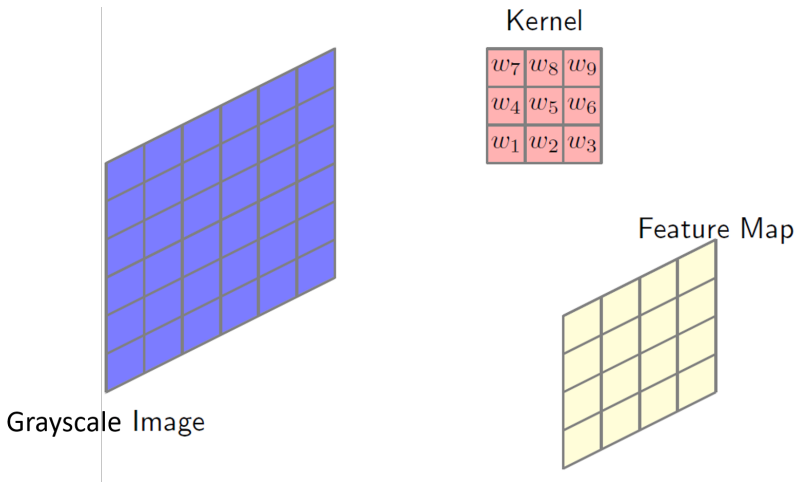 Kernel
w₇ w₈ w₉
w₄ w₅ w₆
w₁ w₂ w₃
Feature Map
Grayscale Image